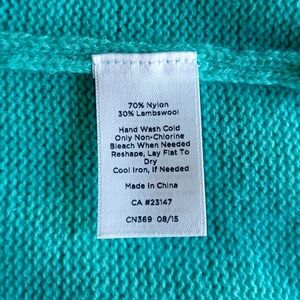 70% Nylon
30% Lambswool
Hand Wash Cold
Only Non-Chlorine
Bleach When Needed
Reshape, Lay Flat To
Dry
Cool Iron, If Needed
Made In China
CA #23147
CN369 08/15